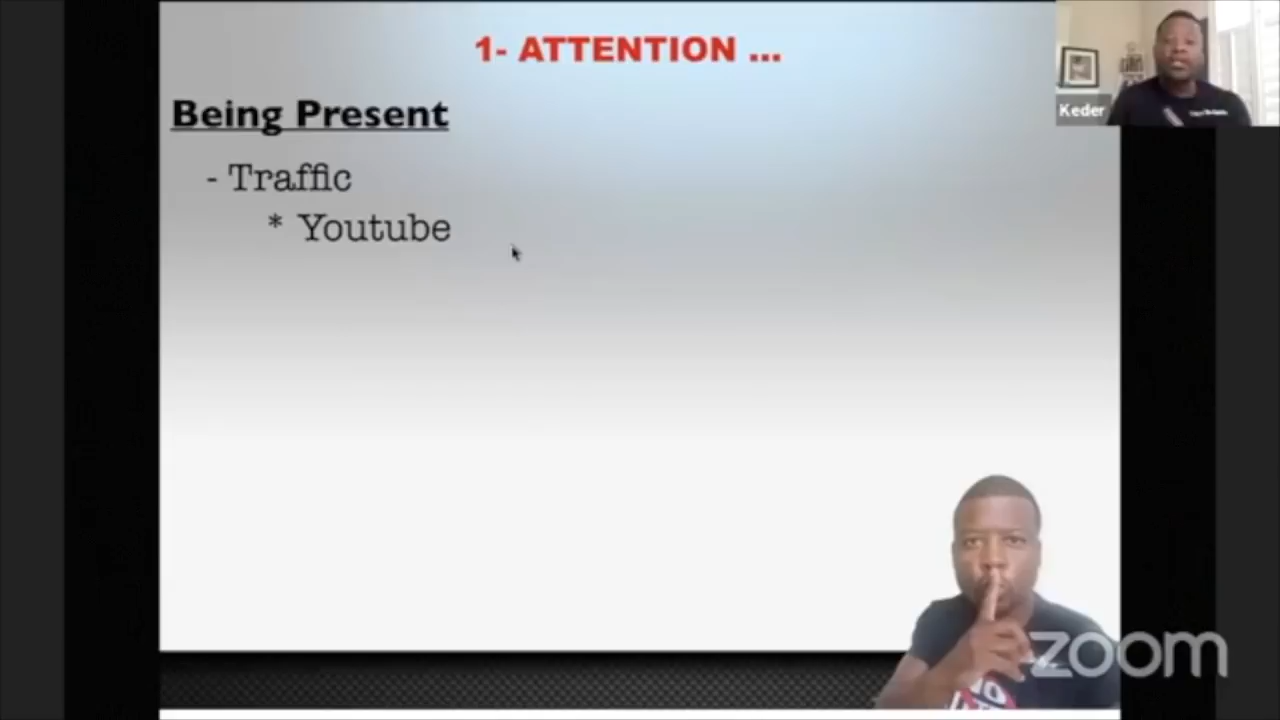 1- ATTENTION ...
Keder
Being Present
- Traffic
* Youtube
zoom